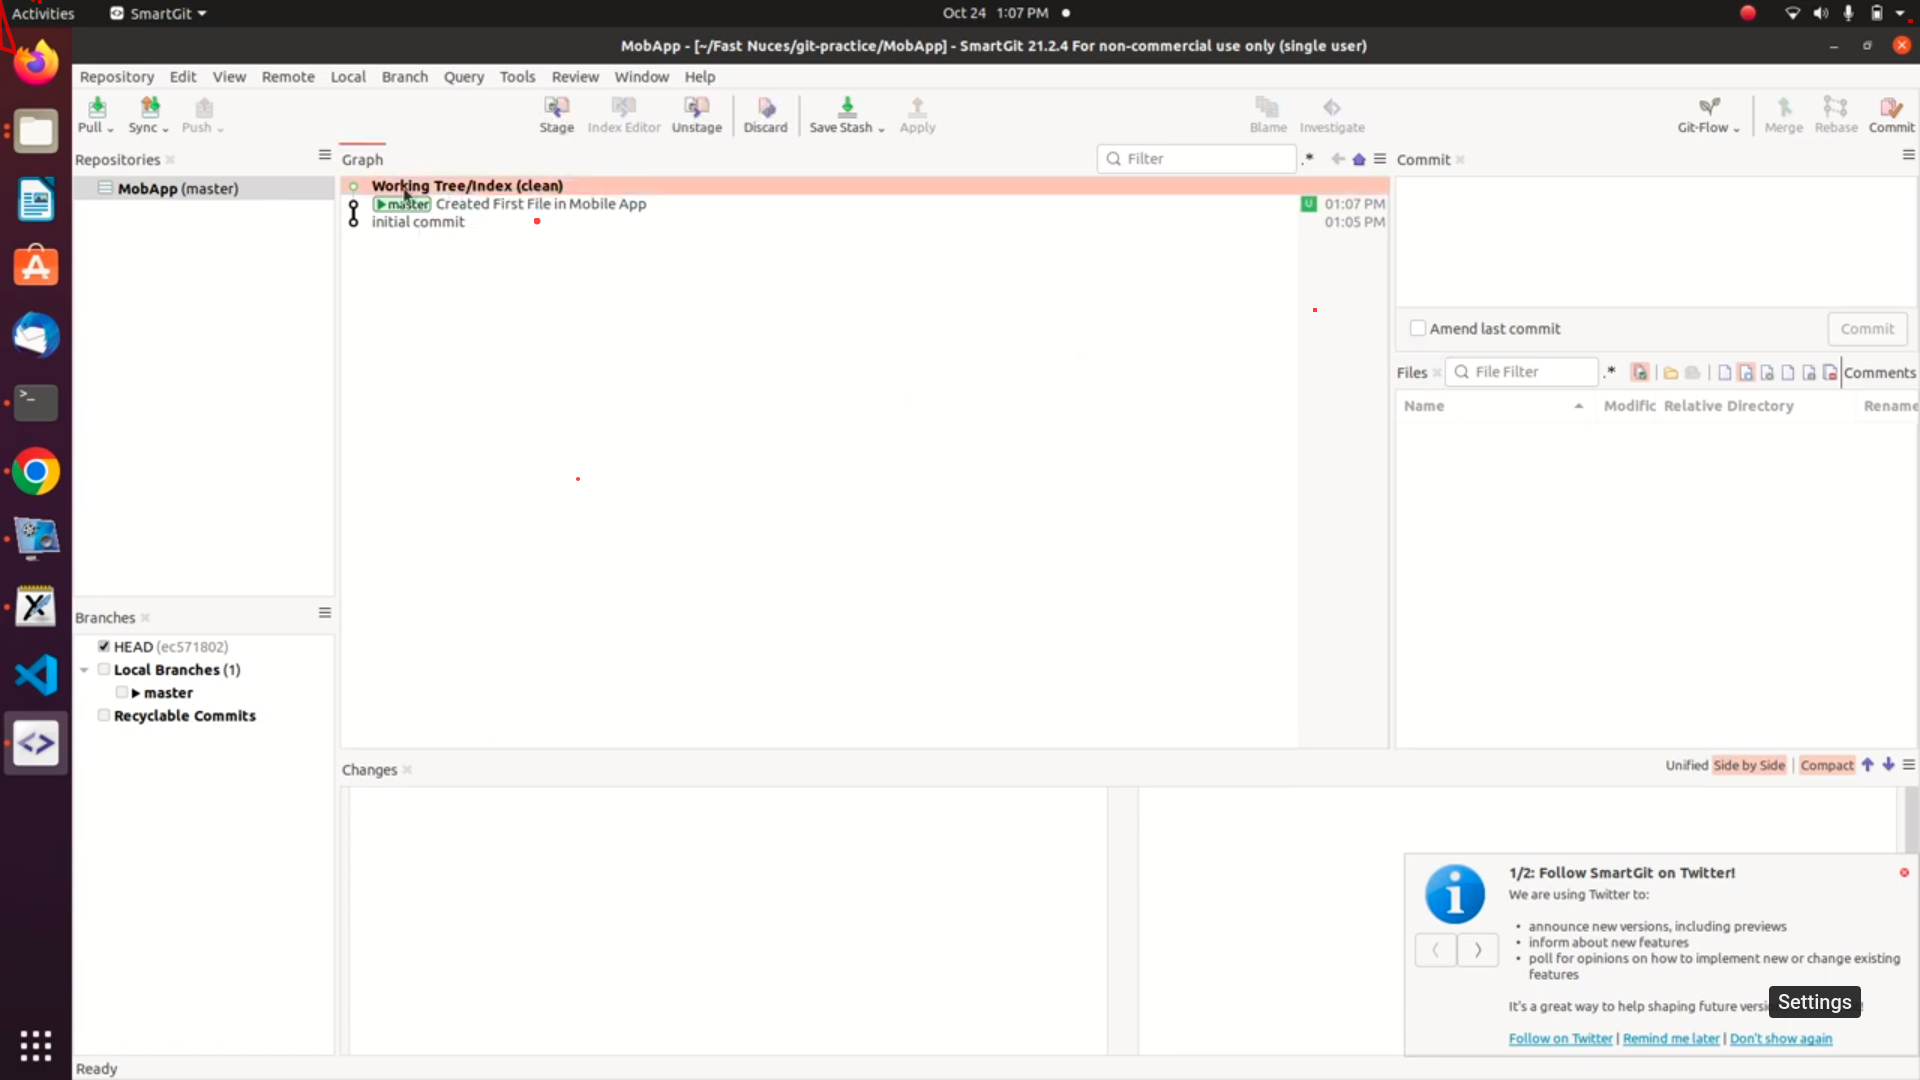 Activities SmartGit Oct 24 1:07 PM
MobApp - [~/Fast Nuces/git-practice/MobApp] - SmartGit 21.2.4 For non-commercial use only (single user)
Repository Edit View Remote Local Branch Query Tools Review Window Help
Pull Sync Push Stage Index Editor Unstage Discard Save Stash Apply Blame Investigate Git-Flow Merge Rebase Commit
Repositories
MobApp (master)
Graph Filter .*
Working Tree/Index (clean)
master Created First File in Mobile App U 01:07 PM
initial commit 01:05 PM
Commit
Amend last commit Commit
Files File Filter .* Comments
Name Modific Relative Directory Rename
Branches
HEAD (ec571802)
Local Branches (1)
master
Recyclable Commits
Changes Unified Side by Side | Compact
1/2: Follow SmartGit on Twitter!
We are using Twitter to:
• announce new versions, including previews
• inform about new features
• poll for opinions on how to implement new or change existing
features
It's a great way to help shaping future versi
Settings
Follow on Twitter | Remind me later | Don't show again
Ready